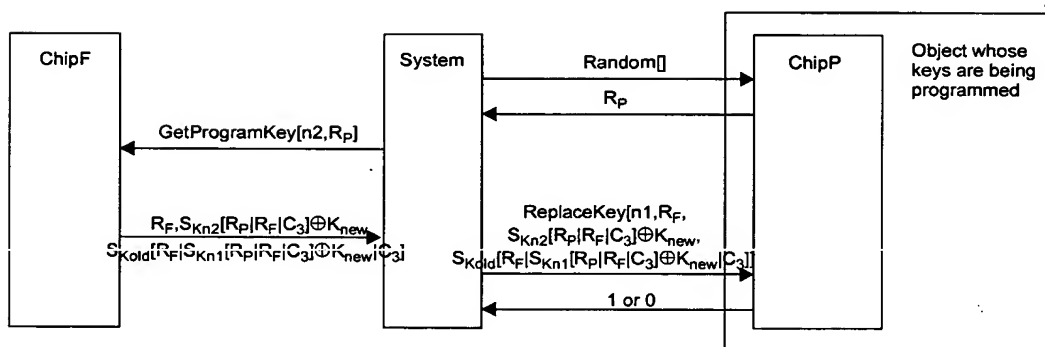 ChipF
System
ChipP
Object whose
keys are being
programmed
Random[]
R_P
GetProgramKey[n2,R_P]
R_F,S_Kn2[R_P|R_F|C_3]⊕K_new,
S_Kold[R_F|S_Kn1[R_P|R_F|C_3]⊕K_new|C_3]
ReplaceKey[n1,R_F,
S_Kn2[R_P|R_F|C_3]⊕K_new,
S_Kold[R_F|S_Kn1[R_P|R_F|C_3]⊕K_new|C_3]]
1 or 0